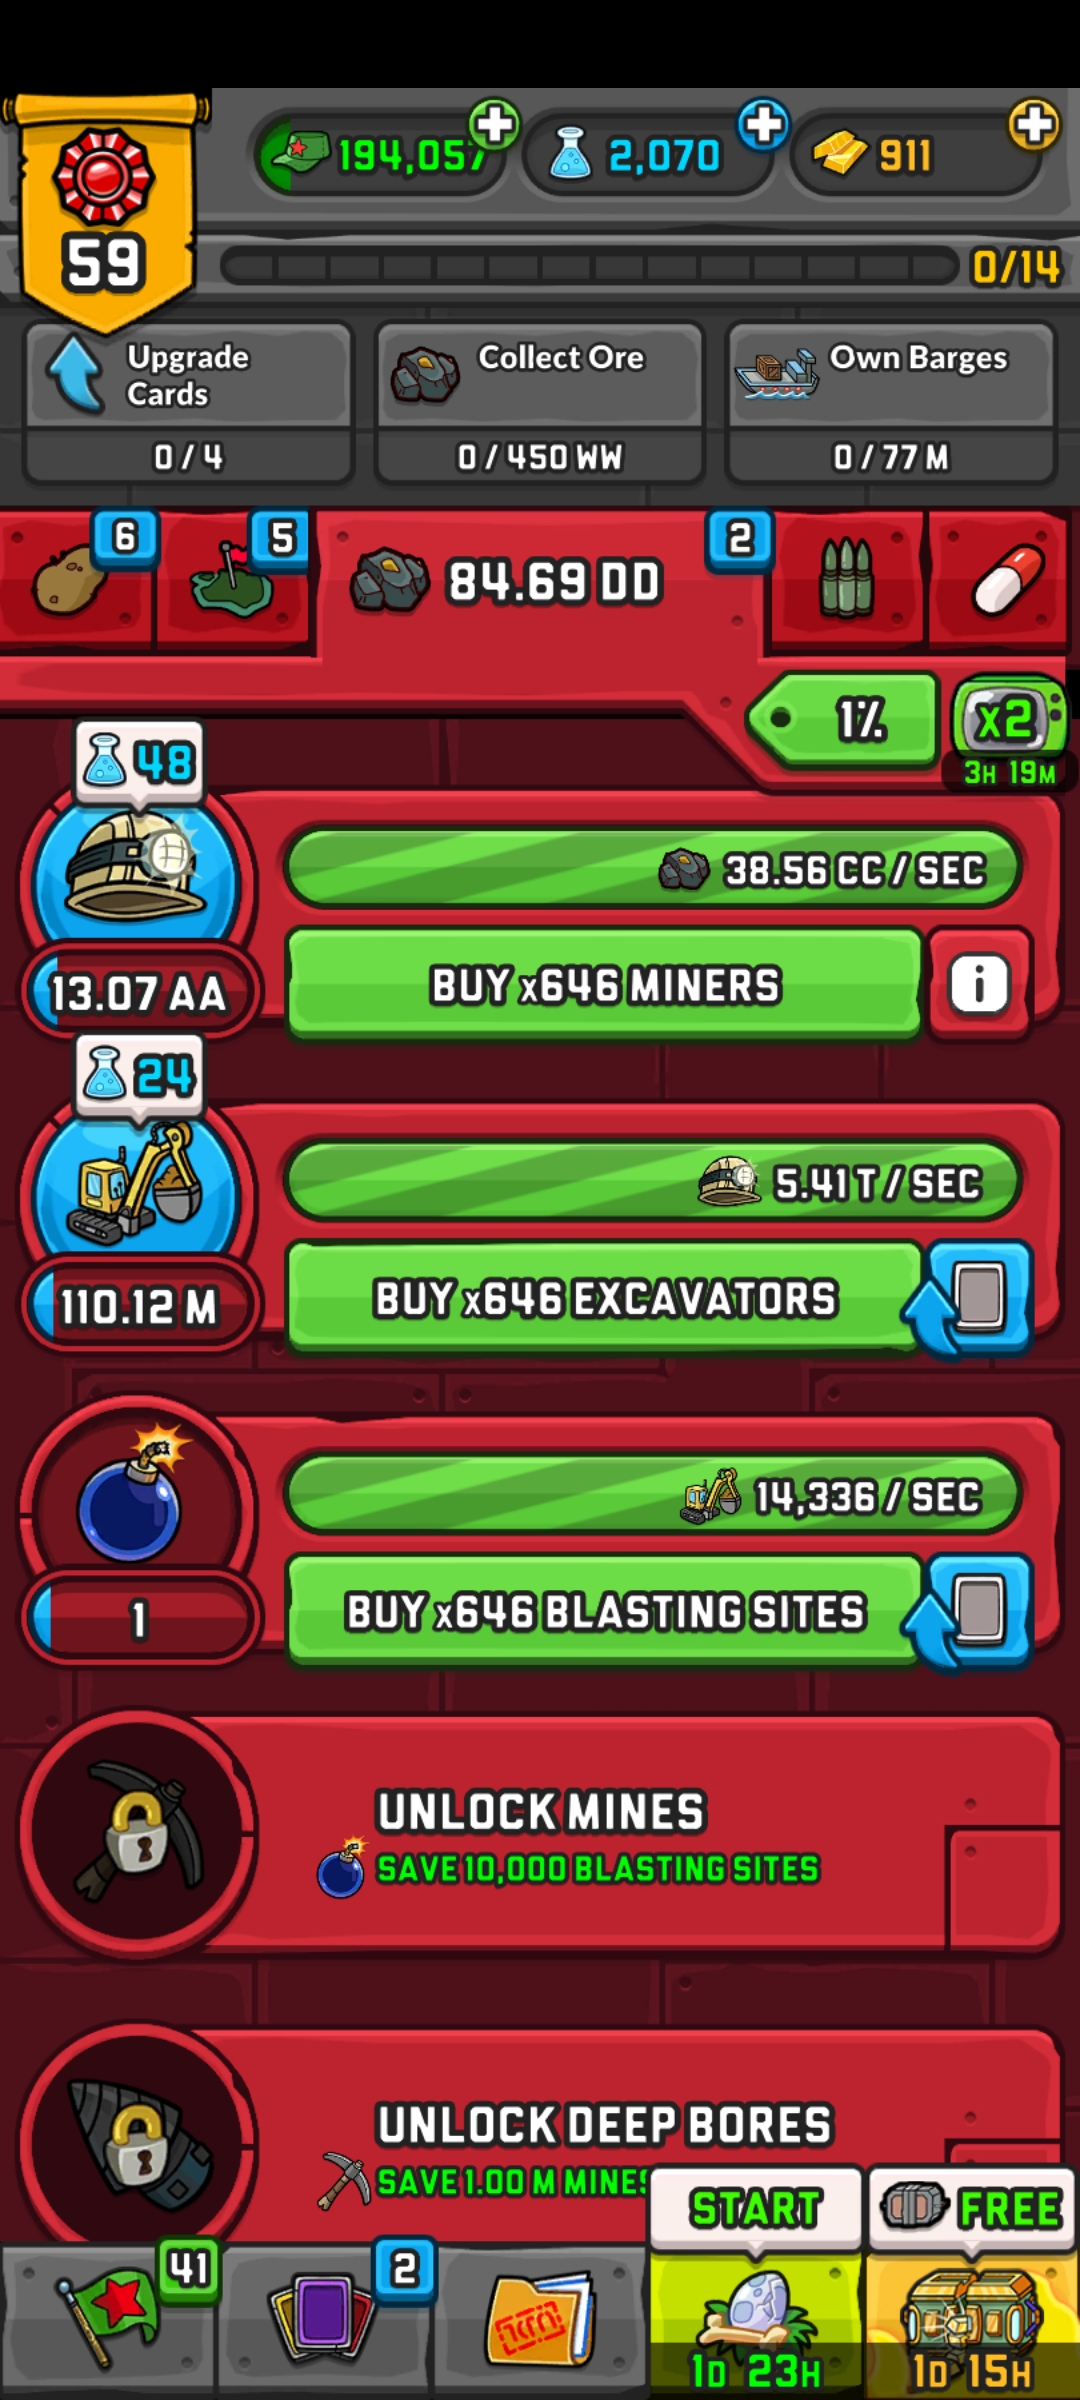 194,057
2,070
911
59
0/14
Upgrade
Cards
0 / 4
Collect Ore
0 / 450 WW
Own Barges
0 / 77 M
6
5
84.69 DD
2
1%
x2
3H 19M
48
38.56 CC / SEC
13.07 AA
BUY x646 MINERS
i
24
5.41 T / SEC
110.12 M
BUY x646 EXCAVATORS
14,336 / SEC
1
BUY x646 BLASTING SITES
UNLOCK MINES
SAVE 10,000 BLASTING SITES
UNLOCK DEEP BORES
SAVE 1.00 M MINES
START
FREE
41
2
1D 23H
1D 15H